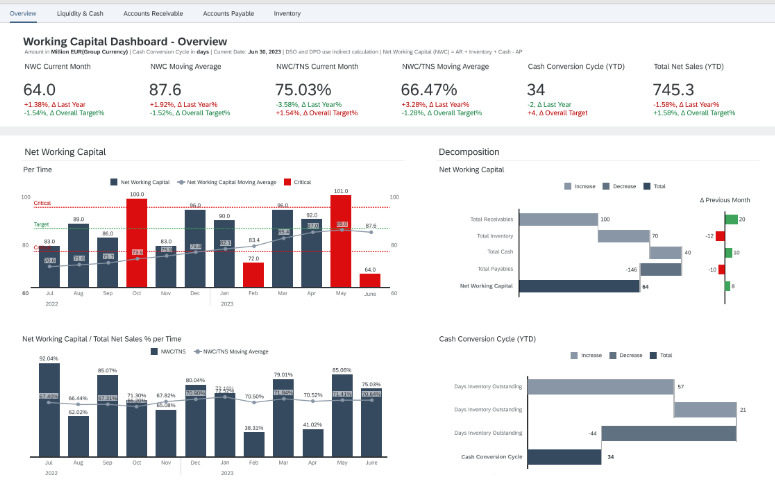 Overview Liquidity & Cash Accounts Receivable Accounts Payable Inventory
Working Capital Dashboard - Overview
Amount in Million EUR(Group Currency) | Cash Conversion Cycle in days | Current Date: Jun 30, 2023 | DSO and DPO use indirect calculation | Net Working Capital (NWC) = AR + Inventory + Cash - AP
NWC Current Month NWC Moving Average NWC/TNS Current Month NWC/TNS Moving Average Cash Conversion Cycle (YTD) Total Net Sales (YTD)
64.0 87.6 75.03% 66.47% 34 745.3
+1.38%, Δ Last Year +1.92%, Δ Last Year% -3.58%, Δ Last Year% +3.28%, Δ Last Year% -2, Δ Last Year -1.58%, Δ Last Year%
-1.54%, Δ Overall Target% -1.52%, Δ Overall Target% +1.54%, Δ Overall Target% -1.28%, Δ Overall Target% +4, Δ Overall Target +1.58%, Δ Overall Target%
Net Working Capital
Per Time
Net Working Capital Net Working Capital Moving Average Critical
100 100
Critical
Target
80 80
60 60
83.0 89.0 86.0 100.0 83.0 95.0 90.0 72.0 96.0 92.0 101.0 64.0
83.4 87.6
Jul Aug Sep Oct Nov Dec Jan Feb Mar Apr May June
2022 2023
Decomposition
Net Working Capital
Increase Decrease Total
Δ Previous Month
Total Receivables 100 20
Total Inventory 70 -12
Total Cash 40 10
Total Payables -146 -10
Net Working Capital 64 8
Net Working Capital / Total Net Sales % per Time
NWC/TNS NWC/TNS Moving Average
92.04% 62.02% 85.07% 71.30% 65.08% 80.04% 38.31% 79.01% 41.02% 85.06% 75.03%
66.44% 67.82% 70.50% 70.52%
Jul Aug Sep Oct Nov Dec Jan Feb Mar Apr May June
2022 2023
Cash Conversion Cycle (YTD)
Increase Decrease Total
Days Inventory Outstanding 57
Days Inventory Outstanding 21
Days Inventory Outstanding -44
Cash Conversion Cycle 34